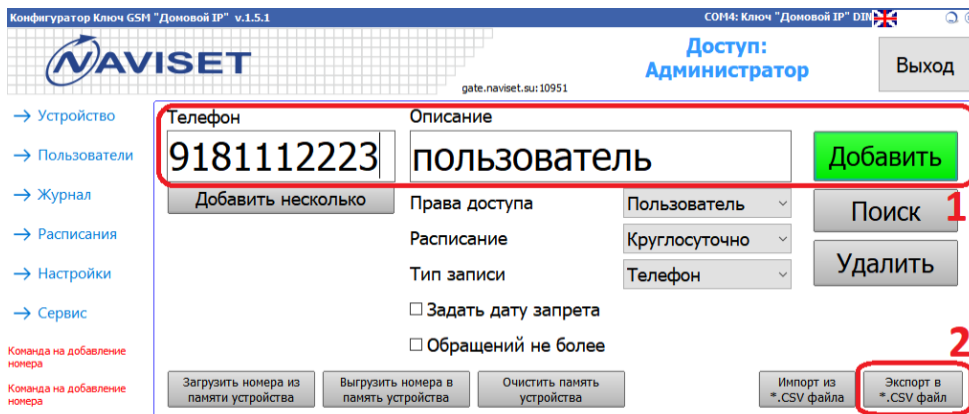 Конфигуратор Ключ GSM "Домовой IP" v.1.5.1
COM4: Ключ "Домовой IP" DIN
NAVISET
gate.naviset.su:10951
Доступ:
Администратор
Выход
Устройство
Пользователи
Журнал
Расписания
Настройки
Сервис
Команда на добавление
номера
Команда на добавление
номера
Телефон
Описание
9181112223
пользователь
Добавить
1
Добавить несколько
Права доступа
Пользователь
Поиск
Расписание
Круглосуточно
Удалить
Тип записи
Телефон
Задать дату запрета
Обращений не более
2
Загрузить номера из
памяти устройства
Выгрузить номера в
память устройства
Очистить память
устройства
Импорт из
*.CSV файла
Экспорт в
*.CSV файл